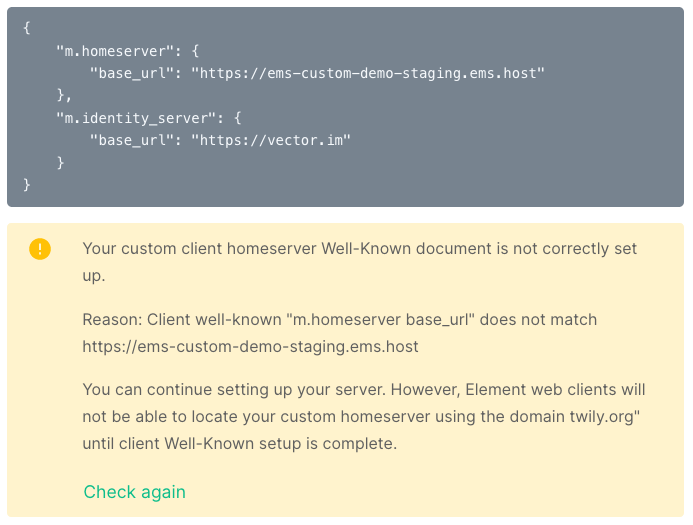 {
    "m.homeserver": {
        "base_url": "https://ems-custom-demo-staging.ems.host"
    },
    "m.identity_server": {
        "base_url": "https://vector.im"
    }
}
Your custom client homeserver Well-Known document is not correctly set
up.
Reason: Client well-known "m.homeserver base_url" does not match
https://ems-custom-demo-staging.ems.host
You can continue setting up your server. However, Element web clients will
not be able to locate your custom homeserver using the domain twily.org"
until client Well-Known setup is complete.
Check again